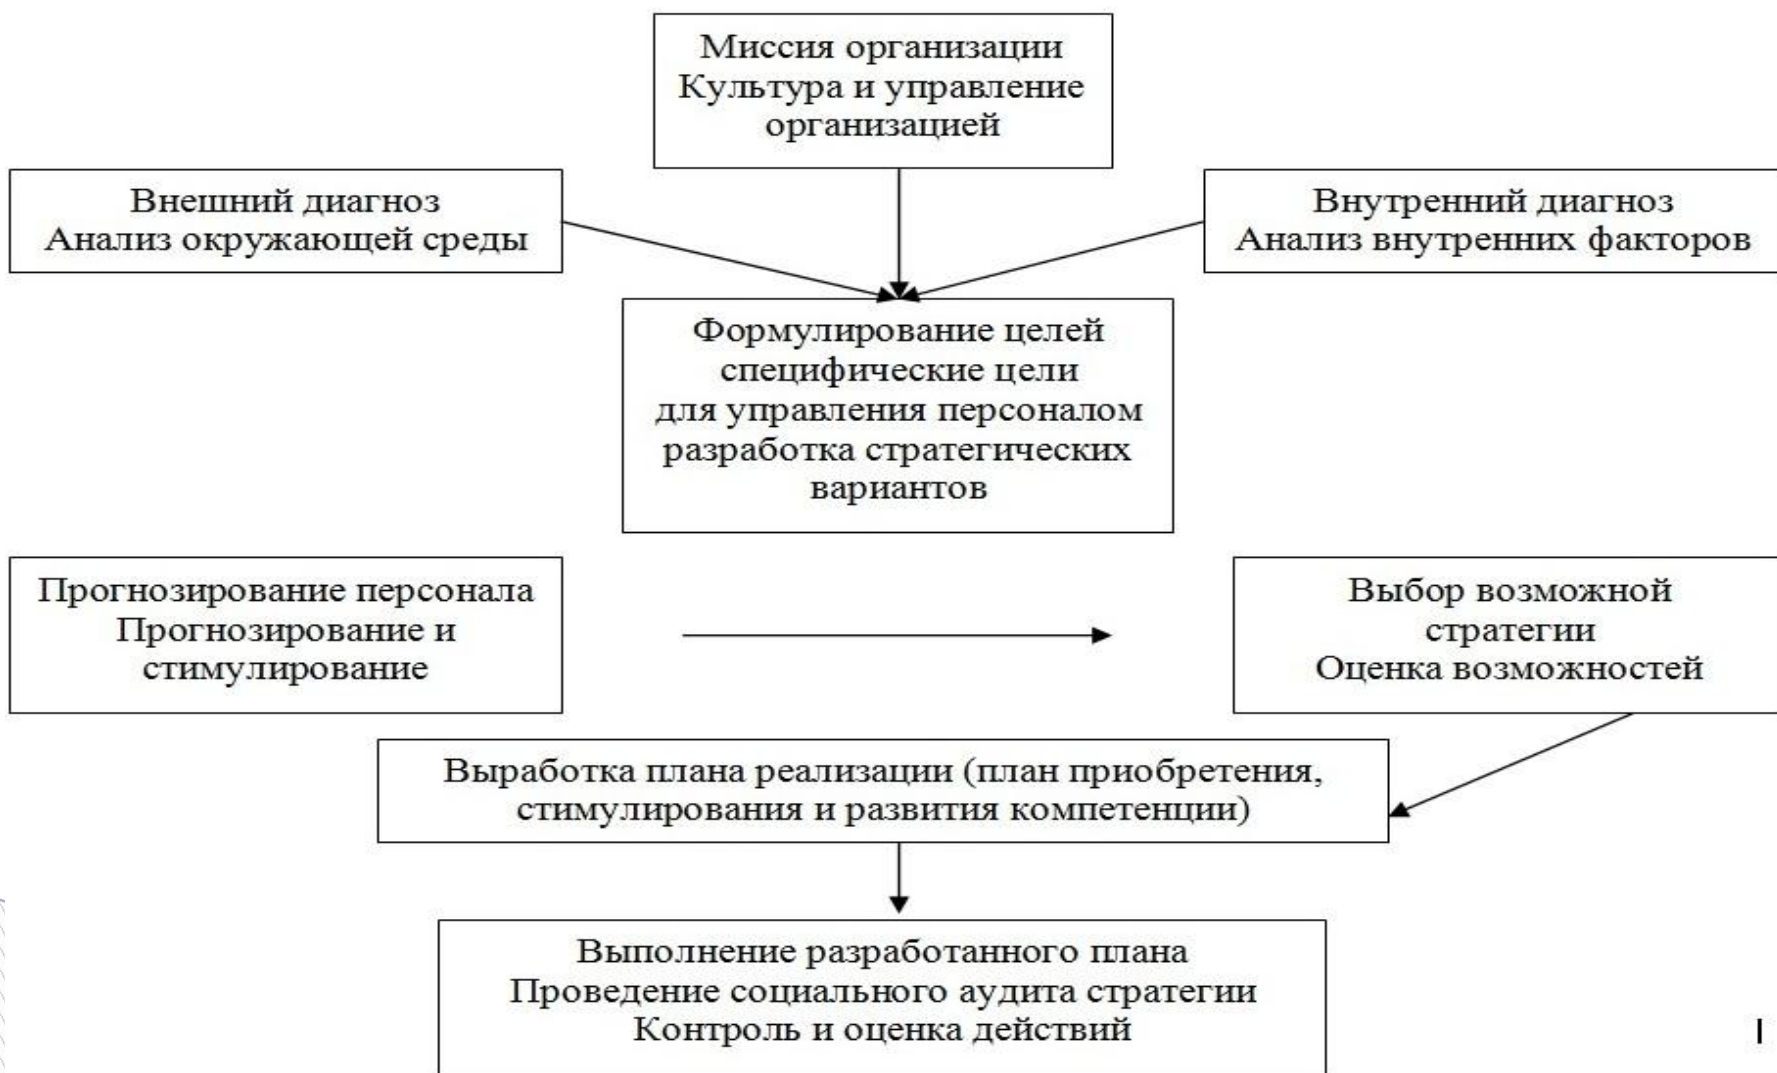 Миссия организации
Культура и управление
организацией
Внешний диагноз
Анализ окружающей среды
Внутренний диагноз
Анализ внутренних факторов
Формулирование целей
специфические цели
для управления персоналом
разработка стратегических
вариантов
Прогнозирование персонала
Прогнозирование и
стимулирование
Выбор возможной
стратегии
Оценка возможностей
Выработка плана реализации (план приобретения,
стимулирования и развития компетенции)
Выполнение разработанного плана
Проведение социального аудита стратегии
Контроль и оценка действий